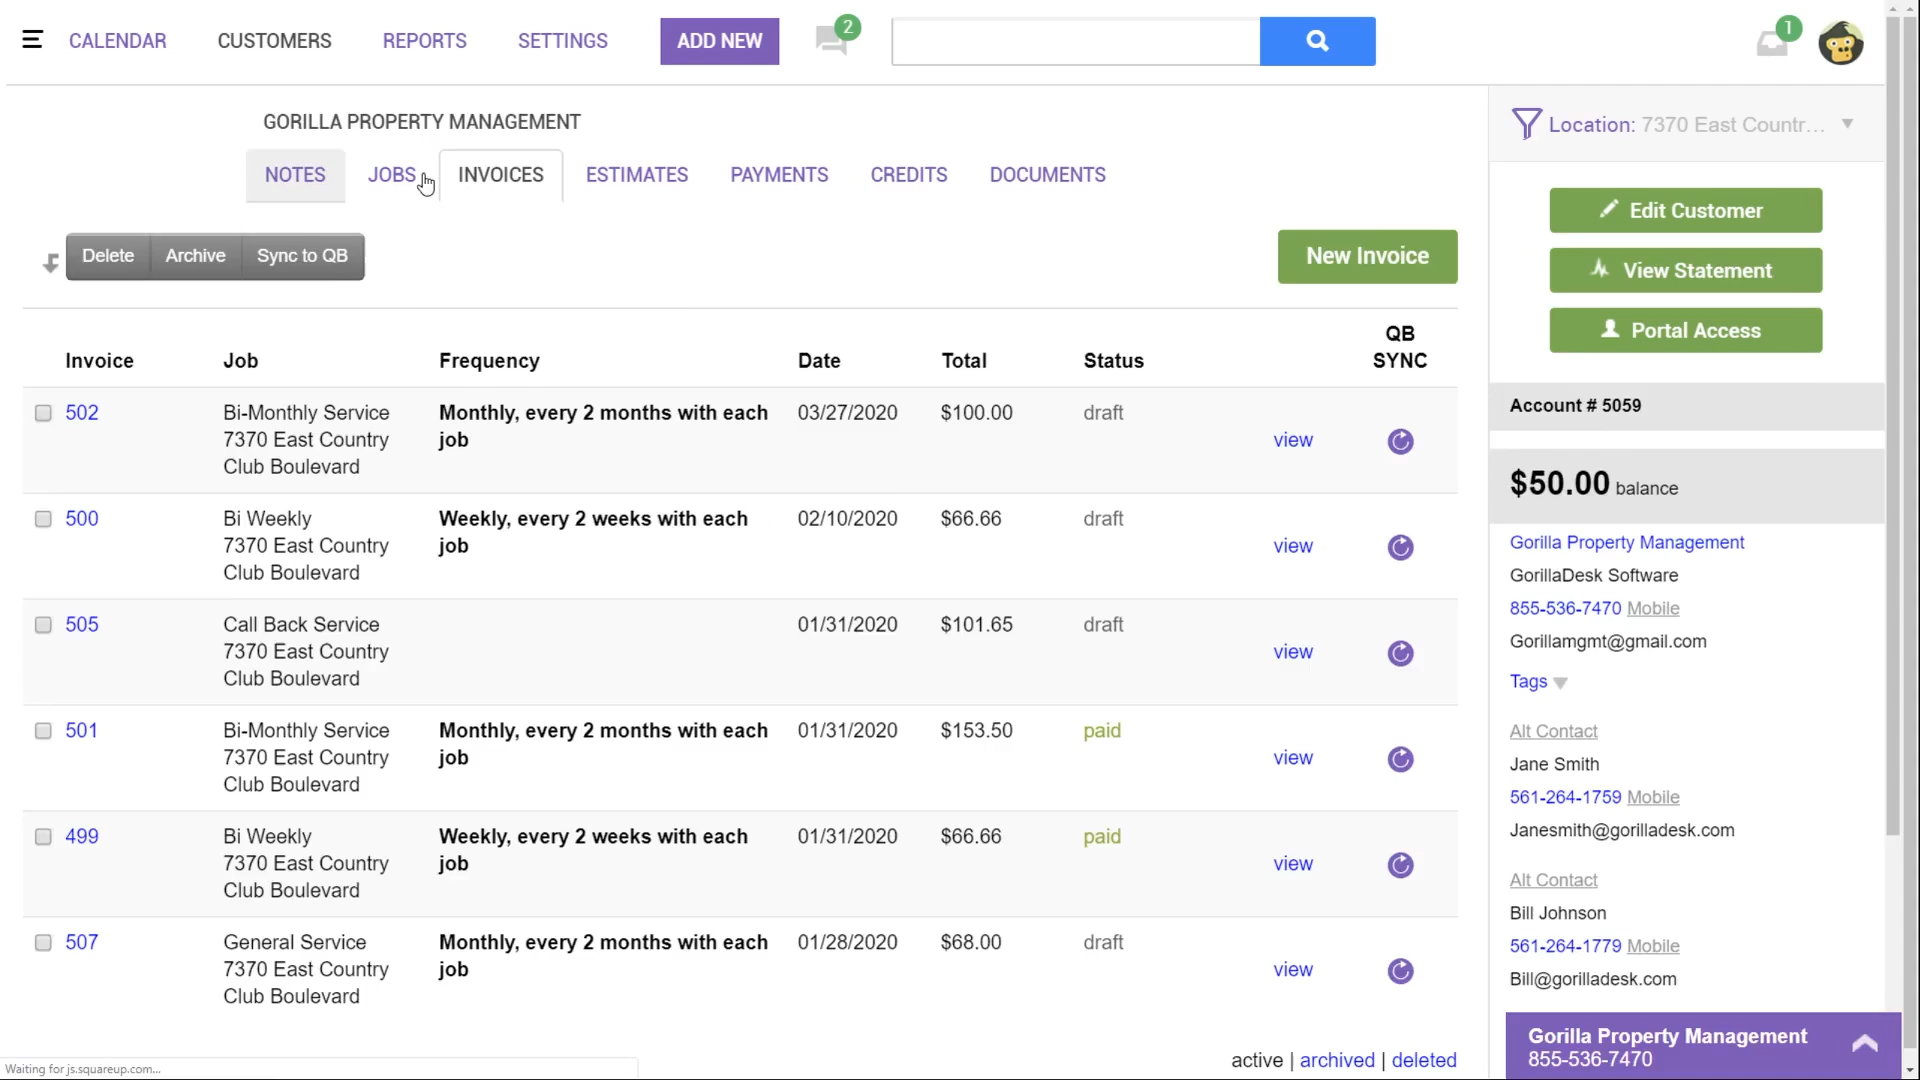 CALENDAR CUSTOMERS REPORTS SETTINGS ADD NEW 2 1
GORILLA PROPERTY MANAGEMENT
NOTES JOBS INVOICES ESTIMATES PAYMENTS CREDITS DOCUMENTS
Delete Archive Sync to QB New Invoice
QB
Invoice Job Frequency Date Total Status SYNC
502 Bi-Monthly Service Monthly, every 2 months with each 03/27/2020 $100.00 draft
7370 East Country job view
Club Boulevard
500 Bi Weekly Weekly, every 2 weeks with each 02/10/2020 $66.66 draft
7370 East Country job view
Club Boulevard
505 Call Back Service 01/31/2020 $101.65 draft
7370 East Country view
Club Boulevard
501 Bi-Monthly Service Monthly, every 2 months with each 01/31/2020 $153.50 paid
7370 East Country job view
Club Boulevard
499 Bi Weekly Weekly, every 2 weeks with each 01/31/2020 $66.66 paid
7370 East Country job view
Club Boulevard
507 General Service Monthly, every 2 months with each 01/28/2020 $68.00 draft
7370 East Country job view
Club Boulevard
active | archived | deleted
Waiting for js.squareup.com...
Location: 7370 East Countr...
Edit Customer
View Statement
Portal Access
Account # 5059
$50.00 balance
Gorilla Property Management
GorillaDesk Software
855-536-7470 Mobile
Gorillamgmt@gmail.com
Tags
Alt Contact
Jane Smith
561-264-1759 Mobile
Janesmith@gorilladesk.com
Alt Contact
Bill Johnson
561-264-1779 Mobile
Bill@gorilladesk.com
Gorilla Property Management
855-536-7470